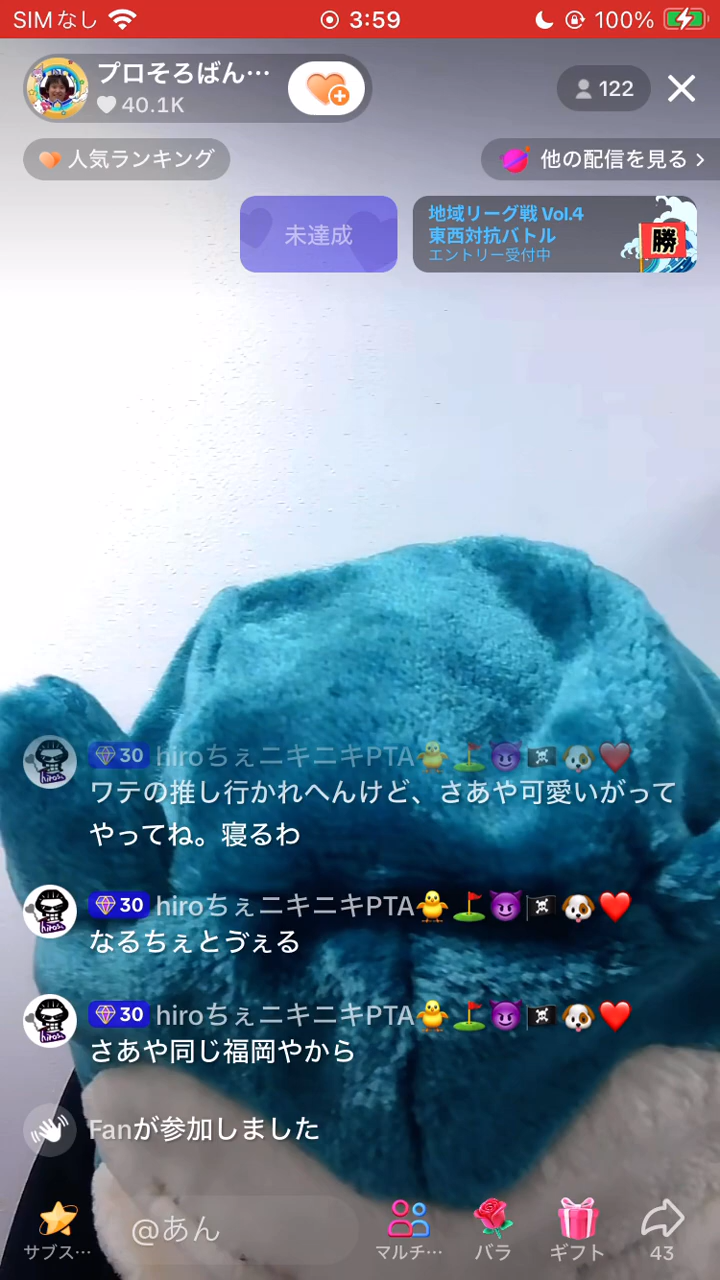 SIMなし 3:59 100%
プロそろばん…
40.1K
122
人気ランキング
他の配信を見る
未達成
地域リーグ戦 Vol.4
東西対抗バトル
エントリー受付中
勝
30 hiroちぇニキニキPTA🐥⛳😈🏴‍☠️🐶❤️
ワテの推し行かれへんけど、さあや可愛いがって
やってね。寝るわ
30 hiroちぇニキニキPTA🐥⛳😈🏴‍☠️🐶❤️
なるちぇとゔぇる
30 hiroちぇニキニキPTA🐥⛳😈🏴‍☠️🐶❤️
さあや同じ福岡やから
Fanが参加しました
@あん
サブス… マルチ… バラ ギフト 43